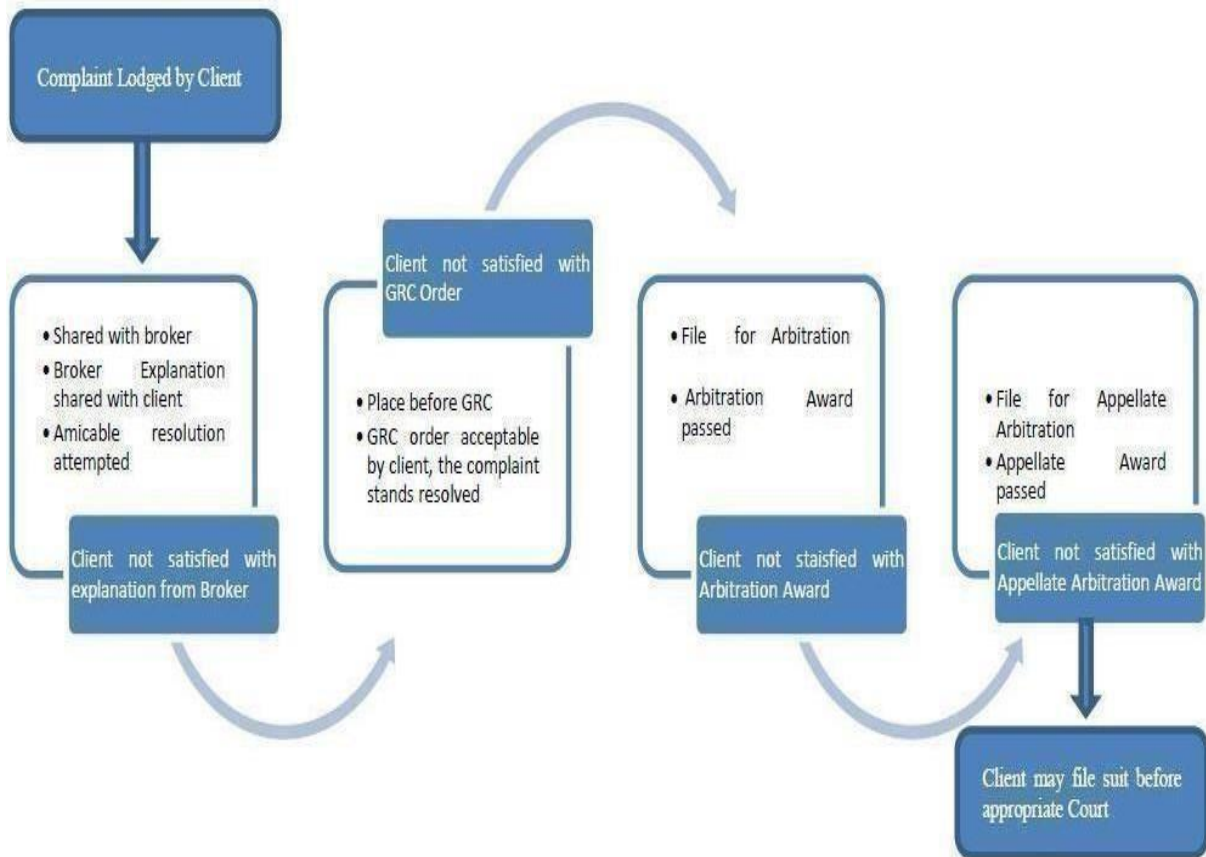 Complaint Lodged by Client
• Shared with broker
• Broker Explanation
shared with client
• Amicable resolution
attempted
Client not satisfied with
explanation from Broker
Client not satisfied with
GRC Order
• Place before GRC
• GRC order acceptable
by client, the complaint
stands resolved
• File for Arbitration
• Arbitration Award
passed
Client not staisfied with
Arbitration Award
• File for Appellate
Arbitration
• Appellate Award
passed
Client not satisfied with
Appellate Arbitration Award
Client may file suit before
appropriate Court